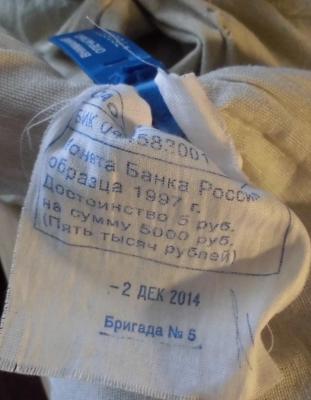 Монета Банка России
образца 1997 г.
Достоинство 5 руб.
на сумму 5000 руб.
(Пять тысяч рублей)
-2 ДЕК 2014
Бригада № 5